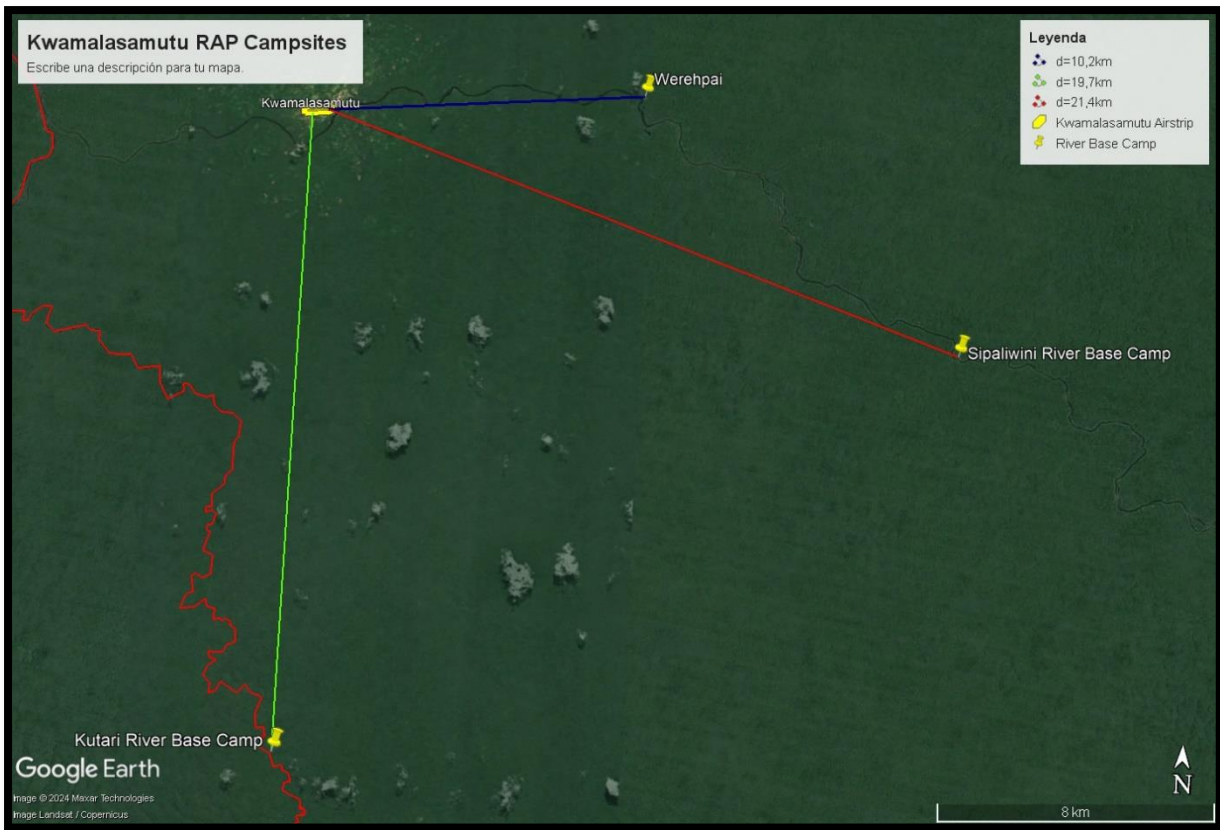 Kwamalasamutu RAP Campsites
Escribe una descripción para tu mapa.
Leyenda
d=10,2km
d=19,7km
d=21,4km
Kwamalasamutu Airstrip
River Base Camp
Werehpai
Kwamalasamutu
Sipaliwini River Base Camp
Kutari River Base Camp
Google Earth
Image © 2024 Maxar Technologies
Image Landsat / Copernicus
N
8 km